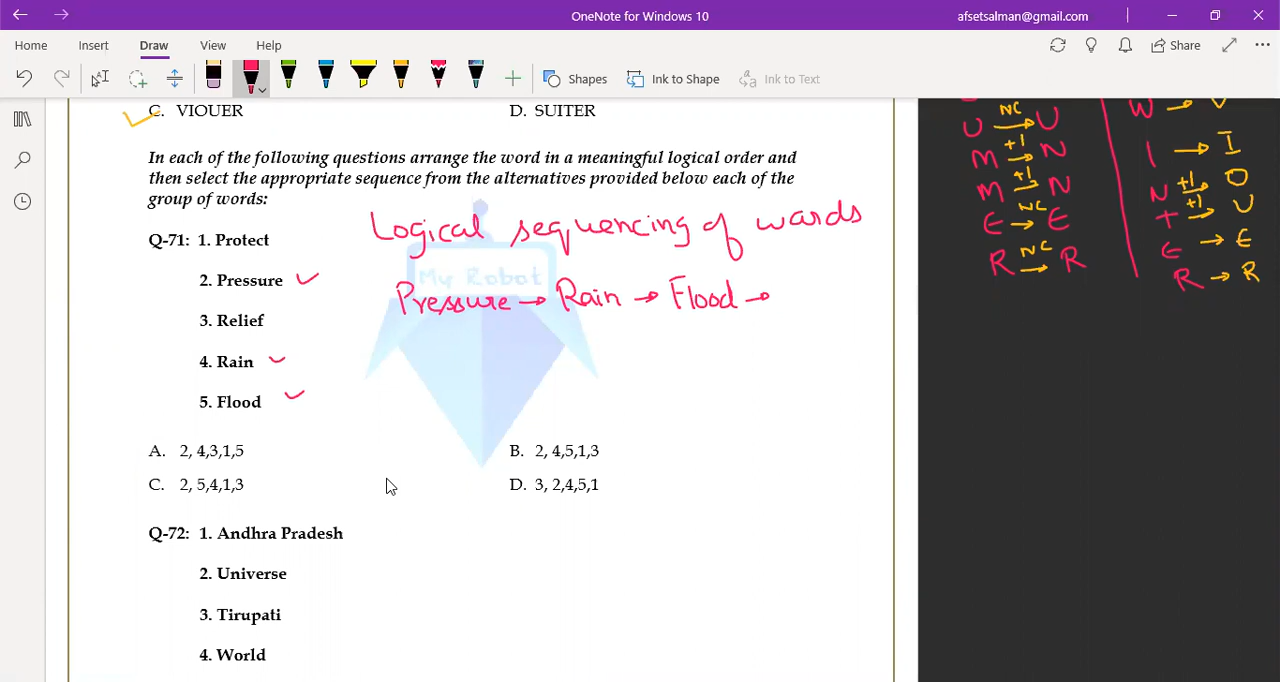 OneNote for Windows 10
afsetsalman@gmail.com
Home Insert Draw View Help
Share
Shapes Ink to Shape Ink to Text
C. VIOUER D. SUITER
In each of the following questions arrange the word in a meaningful logical order and
then select the appropriate sequence from the alternatives provided below each of the
group of words:
Logical sequencing of words
Q-71: 1. Protect
My Robot
2. Pressure
Pressure → Rain → Flood →
3. Relief
4. Rain
5. Flood
A. 2, 4,3,1,5 B. 2, 4,5,1,3
C. 2, 5,4,1,3 D. 3, 2,4,5,1
Q-72: 1. Andhra Pradesh
2. Universe
3. Tirupati
4. World
U NC → U
M +1 → N
M +1 → N
E NC → E
R NC → R
W → V
I → I
N +1 → O
T +1 → U
E → E
R → R